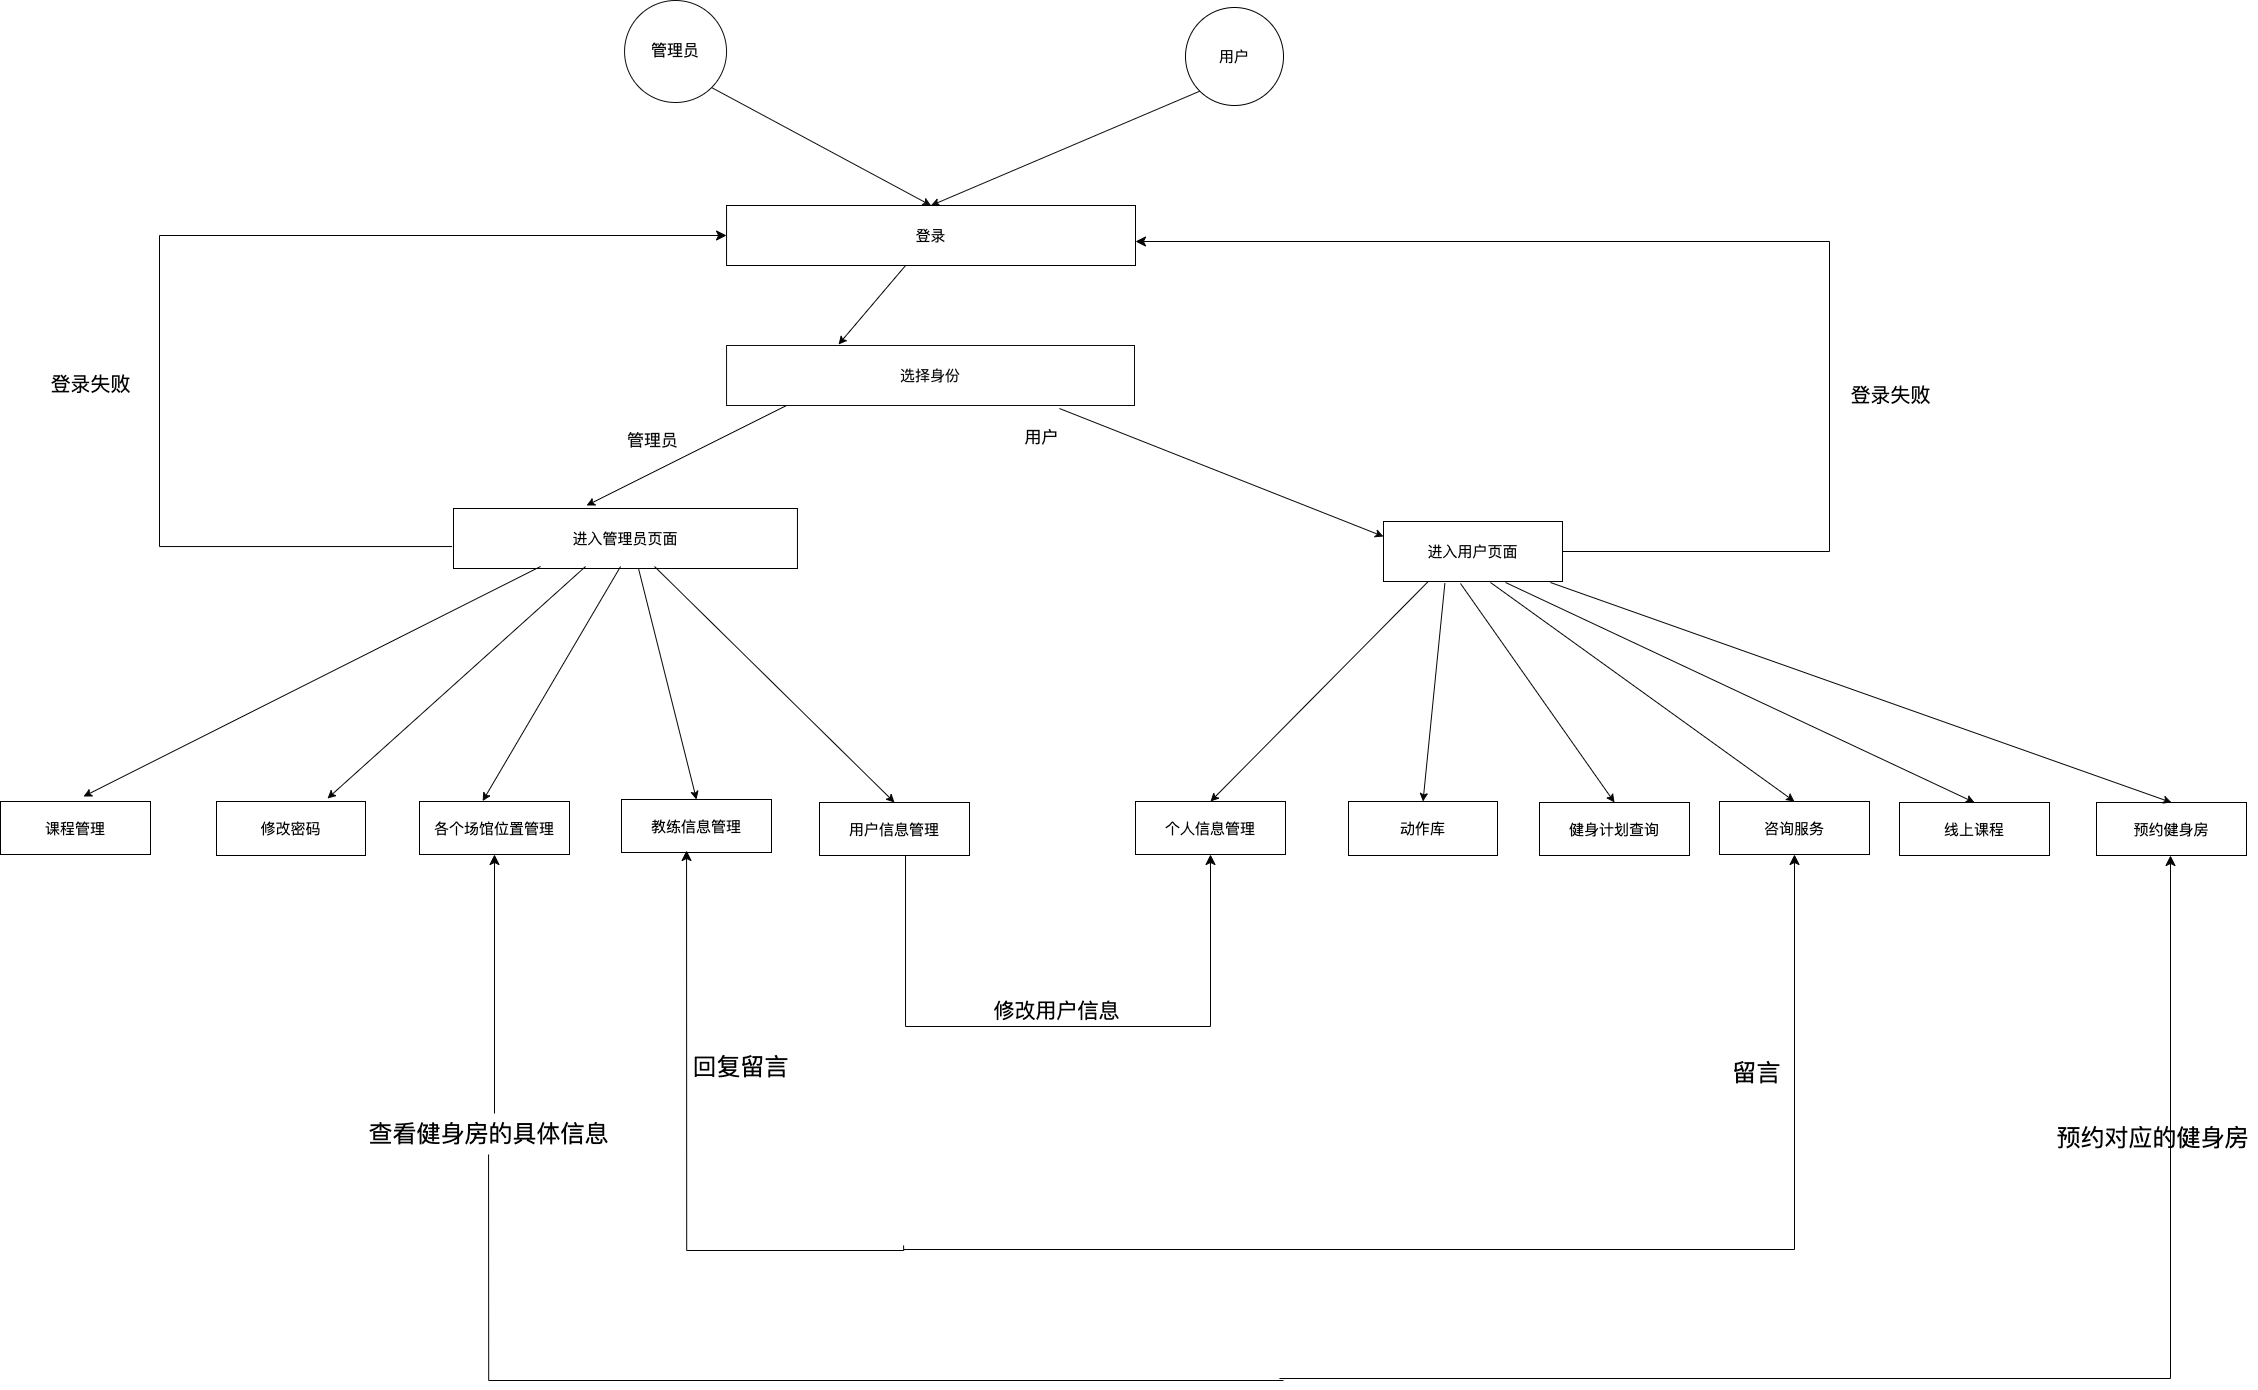 管理员
用户
登录
选择身份
登录失败
登录失败
管理员
用户
进入管理员页面
进入用户页面
课程管理
修改密码
各个场馆位置管理
教练信息管理
用户信息管理
个人信息管理
动作库
健身计划查询
咨询服务
线上课程
预约健身房
修改用户信息
回复留言
留言
查看健身房的具体信息
预约对应的健身房